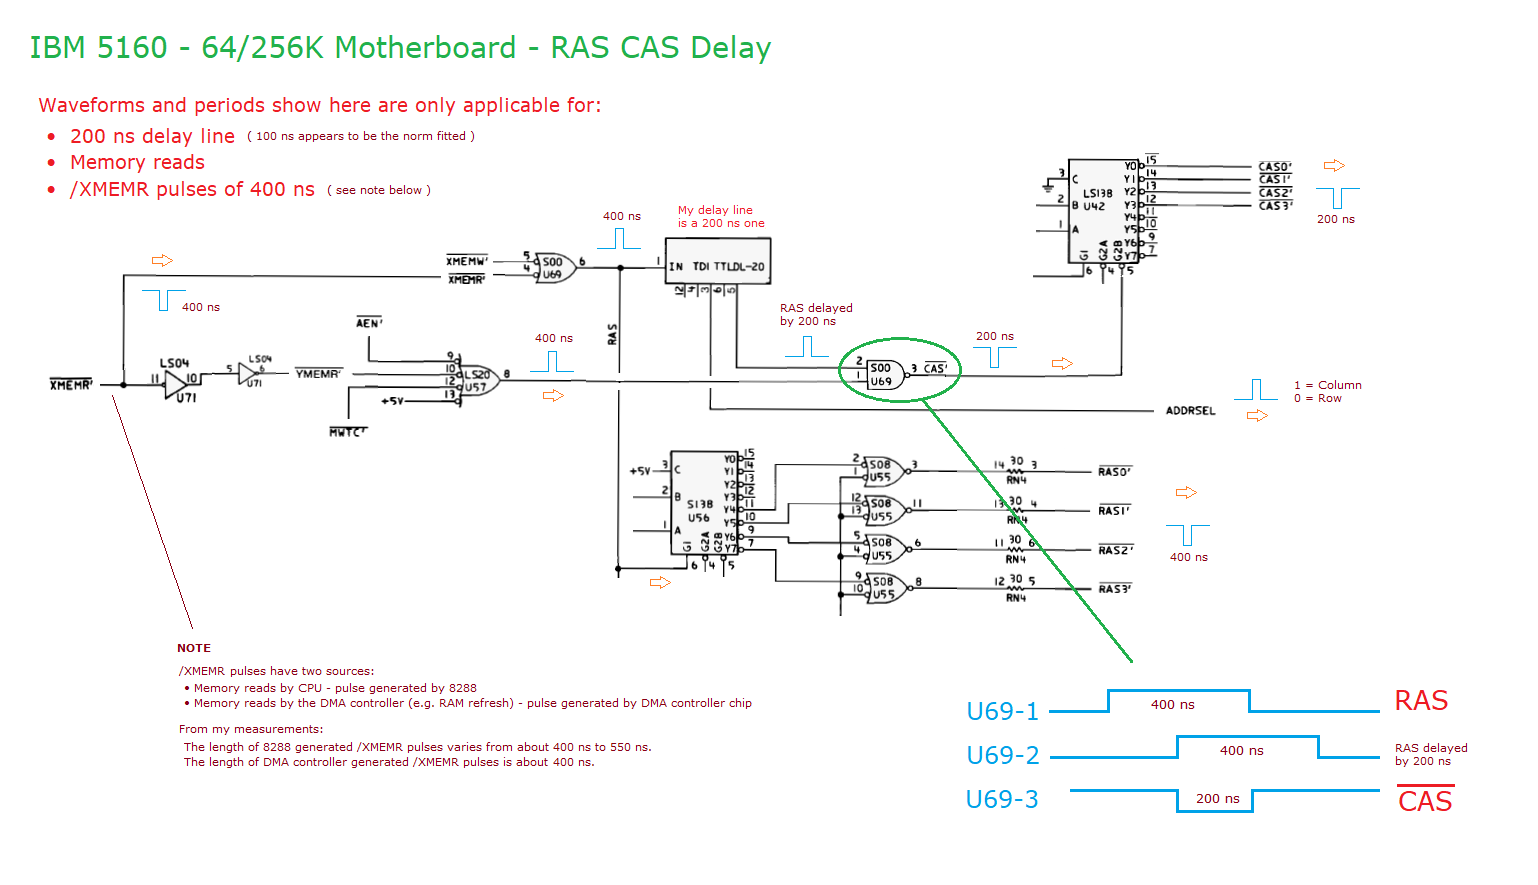 IBM 5160 - 64/256K Motherboard - RAS CAS Delay
Waveforms and periods show here are only applicable for:
• 200 ns delay line ( 100 ns appears to be the norm fitted )
• Memory reads
• /XMEMR pulses of 400 ns ( see note below )
400 ns
My delay line
is a 200 ns one
XMEMW'
5
4
S00
U69
6
XMEMR'
1
IN TDI TTLDL-20
12 4 3 6 5
400 ns
RAS
RAS delayed
by 200 ns
3
C
2
B
1
A
LS138
U42
Y0 15
Y1 14
Y2 13
Y3 12
Y4 11
Y5 10
Y6 9
Y7 7
G1 G2A G2B
6 4 5
CAS0'
CAS1'
CAS2'
CAS3'
200 ns
AEN'
400 ns
XMEMR'
11
LS04
10
U71
5
LS04
6
U71
YMEMR'
9
10
12
13
LS20
U57
8
+5V
MWTC'
2
1
S00
U69
3 CAS'
200 ns
ADDRSEL
1 = Column
0 = Row
+5V
3
C
2
B
1
A
S138
U56
Y0 15
Y1 14
Y2 13
Y3 12
Y4 11
Y5 10
Y6 9
Y7 7
G1 G2A G2B
6 4 5
2
1
S08
U55
3
14 30 3
RN4
RAS0'
12
13
S08
U55
11
13 30 4
RN4
RAS1'
5
4
S08
U55
6
11 30 6
RN4
RAS2'
9
10
S08
U55
8
12 30 5
RN4
RAS3'
400 ns
NOTE
/XMEMR pulses have two sources:
• Memory reads by CPU - pulse generated by 8288
• Memory reads by the DMA controller (e.g. RAM refresh) - pulse generated by DMA controller chip
From my measurements:
The length of 8288 generated /XMEMR pulses varies from about 400 ns to 550 ns.
The length of DMA controller generated /XMEMR pulses is about 400 ns.
U69-1 400 ns RAS
U69-2 400 ns RAS delayed
by 200 ns
U69-3 200 ns CAS